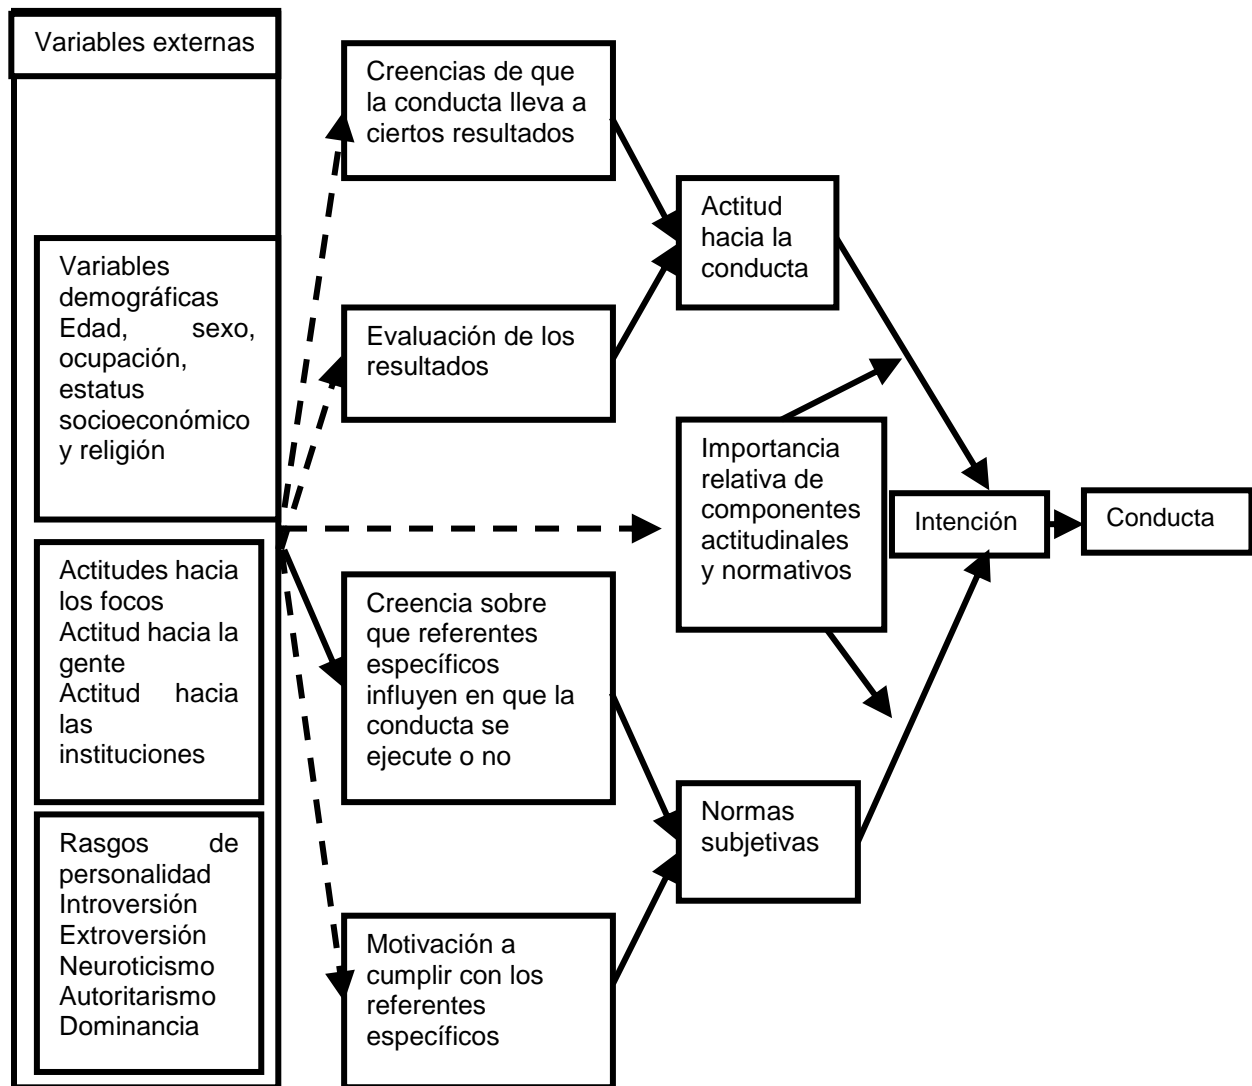 Variables externas
Variables
demográficas
Edad, sexo,
ocupación,
estatus
socioeconómico
y religión
Actitudes hacia
los focos
Actitud hacia la
gente
Actitud hacia
las
instituciones
Rasgos de
personalidad
Introversión
Extroversión
Neuroticismo
Autoritarismo
Dominancia
Creencias de que
la conducta lleva a
ciertos resultados
Evaluación de los
resultados
Creencia sobre
que referentes
específicos
influyen en que la
conducta se
ejecute o no
Motivación a
cumplir con los
referentes
específicos
Actitud
hacia la
conducta
Importancia
relativa de
componentes
actitudinales
y normativos
Normas
subjetivas
Intención
Conducta